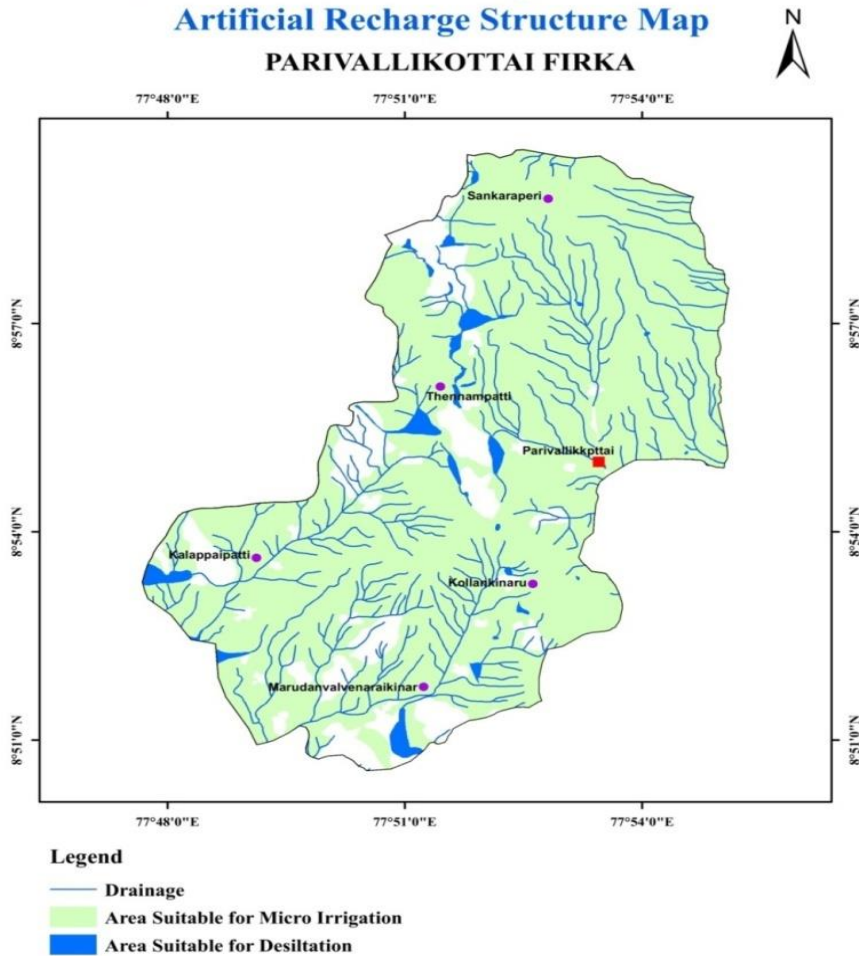 Artificial Recharge Structure Map
PARIVALLIKOTTAI FIRKA
N
77°48'0"E 77°51'0"E 77°54'0"E
Sankaraperi
8°57'0"N 8°57'0"N
Thennampatti
Parivallikkpttai
8°54'0"N 8°54'0"N
Kalappaipatti
Kollankinaru
Marudanvalvenaraikinar
8°51'0"N 8°51'0"N
77°48'0"E 77°51'0"E 77°54'0"E
Legend
Drainage
Area Suitable for Micro Irrigation
Area Suitable for Desiltation